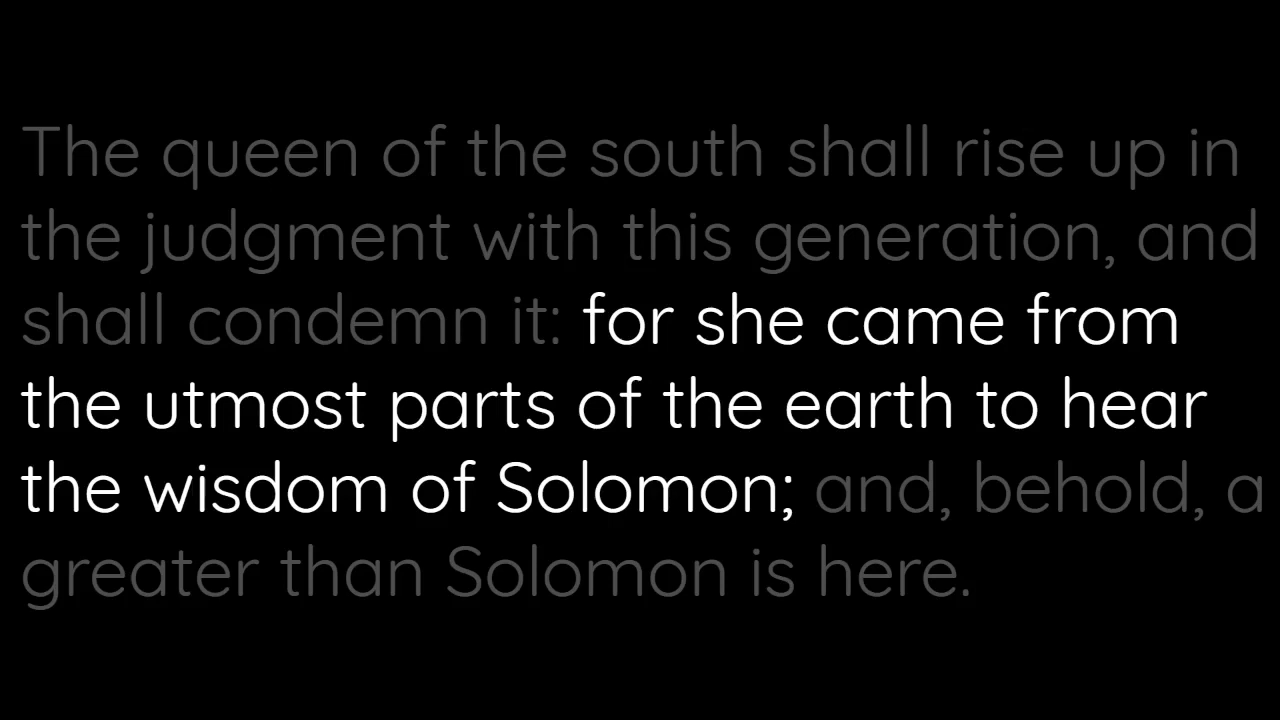 The queen of the south shall rise up in
the judgment with this generation, and
shall condemn it: for she came from
the utmost parts of the earth to hear
the wisdom of Solomon; and, behold, a
greater than Solomon is here.